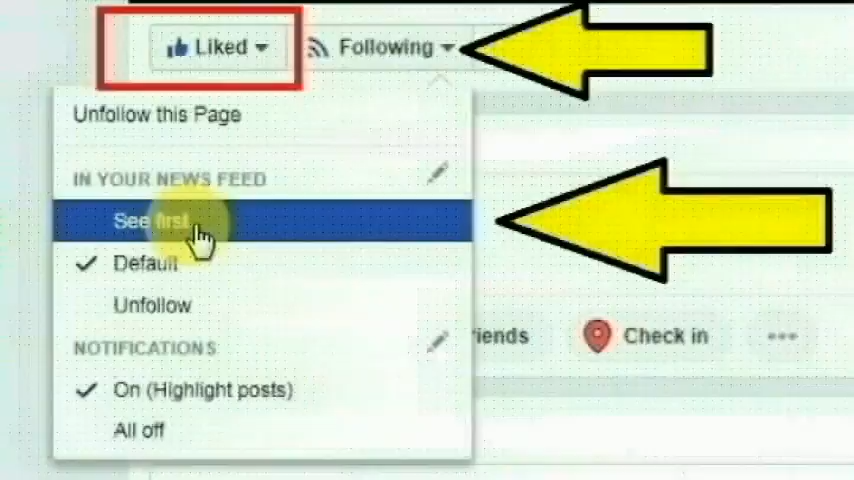 Liked Following
Unfollow this Page
IN YOUR NEWS FEED
See first
Default
Unfollow
riends Check in
NOTIFICATIONS
On (Highlight posts)
All off